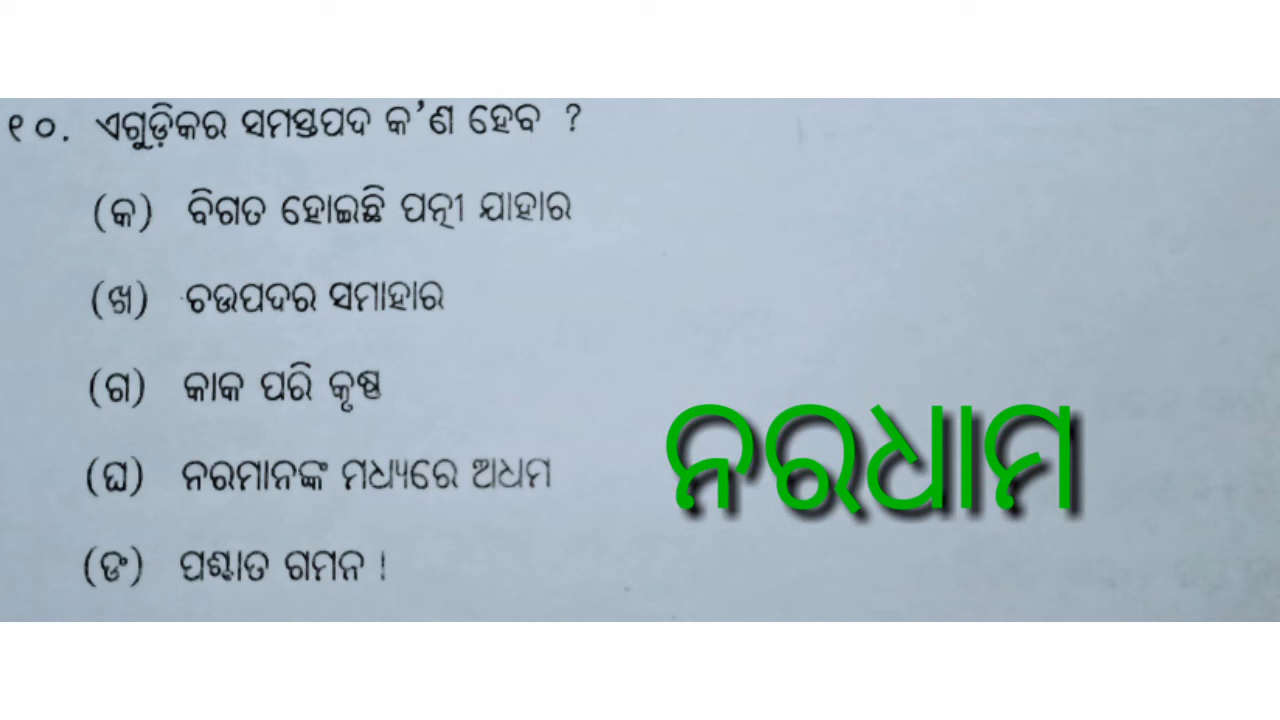 ୧୦. ଏଗୁଡ଼ିକର ସମସ୍ତପଦ କ'ଣ ହେବ ?
(କ) ବିଗତ ହୋଇଛି ପତ୍ନୀ ଯାହାର
(ଖ) ଚଉପଦର ସମାହାର
(ଗ) କାକ ପରି କୃଷ୍ଣ
(ଘ) ନରମାନଙ୍କ ମଧ୍ୟରେ ଅଧମ
ନରଧାମ
(ଙ) ପଶ୍ଚାତ ଗମନ !